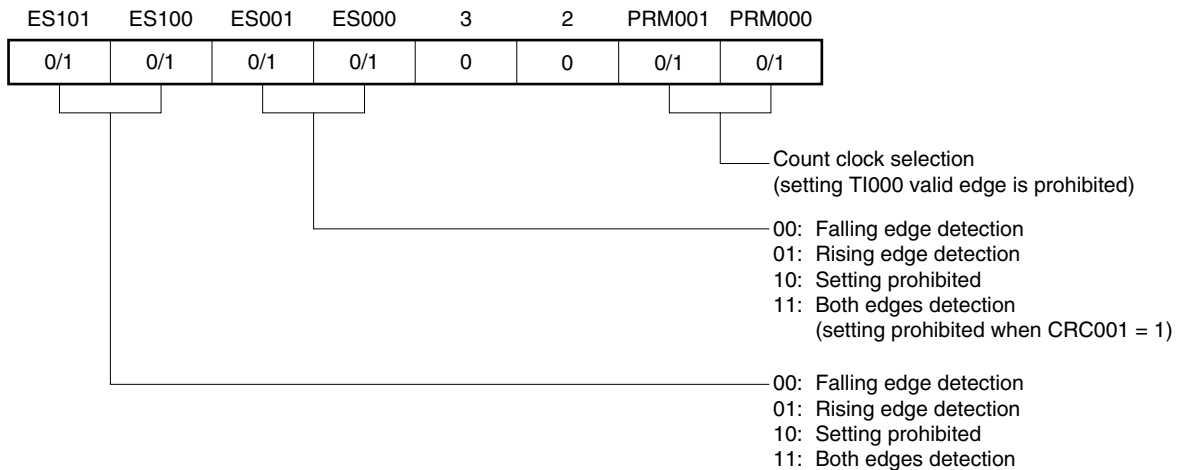 ES101 ES100 ES001 ES000 3 2 PRM001 PRM000
0/1 0/1 0/1 0/1 0 0 0/1 0/1
Count clock selection
(setting TI000 valid edge is prohibited)
00: Falling edge detection
01: Rising edge detection
10: Setting prohibited
11: Both edges detection
(setting prohibited when CRC001 = 1)
00: Falling edge detection
01: Rising edge detection
10: Setting prohibited
11: Both edges detection